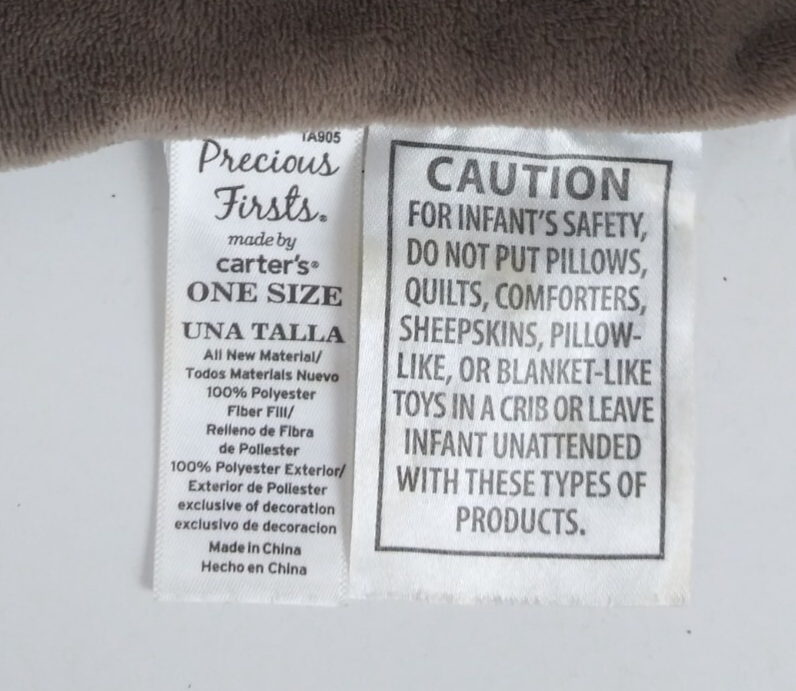 1A905
Precious
Firsts®
made by
carter's®
ONE SIZE
UNA TALLA
All New Material/
Todos Materials Nuevo
100% Polyester
Fiber Fill/
Relleno de Fibra
de Poliester
100% Polyester Exterior/
Exterior de Poliester
exclusive of decoration
exclusivo de decoracion
Made in China
Hecho en China
CAUTION
FOR INFANT'S SAFETY,
DO NOT PUT PILLOWS,
QUILTS, COMFORTERS,
SHEEPSKINS, PILLOW-
LIKE, OR BLANKET-LIKE
TOYS IN A CRIB OR LEAVE
INFANT UNATTENDED
WITH THESE TYPES OF
PRODUCTS.